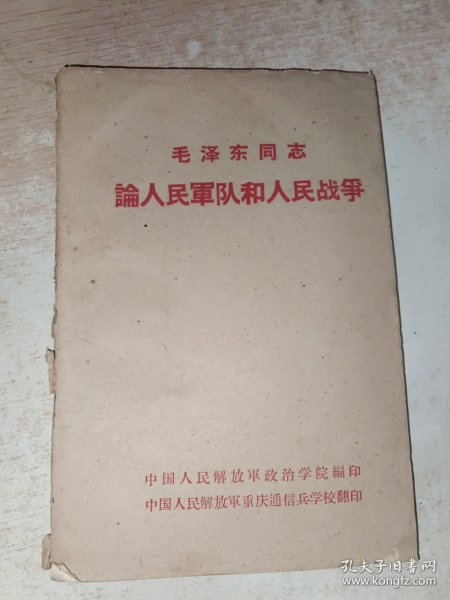 毛泽东同志
論人民軍队和人民战爭
中国人民解放軍政治学院編印
中国人民解放軍重庆通信兵学校翻印
孔夫子旧书网
www.kongfz.com